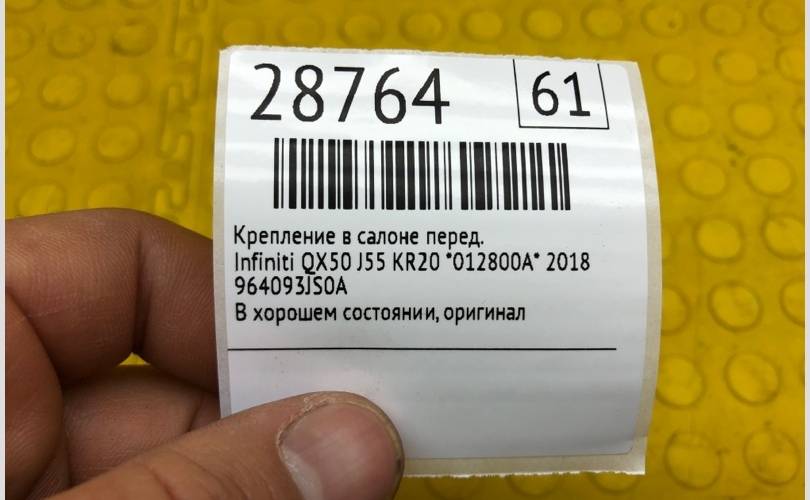 28764 61
Крепление в салоне перед.
Infiniti QX50 J55 KR20 *012800A* 2018
964093JS0A
В хорошем состоянии, оригинал